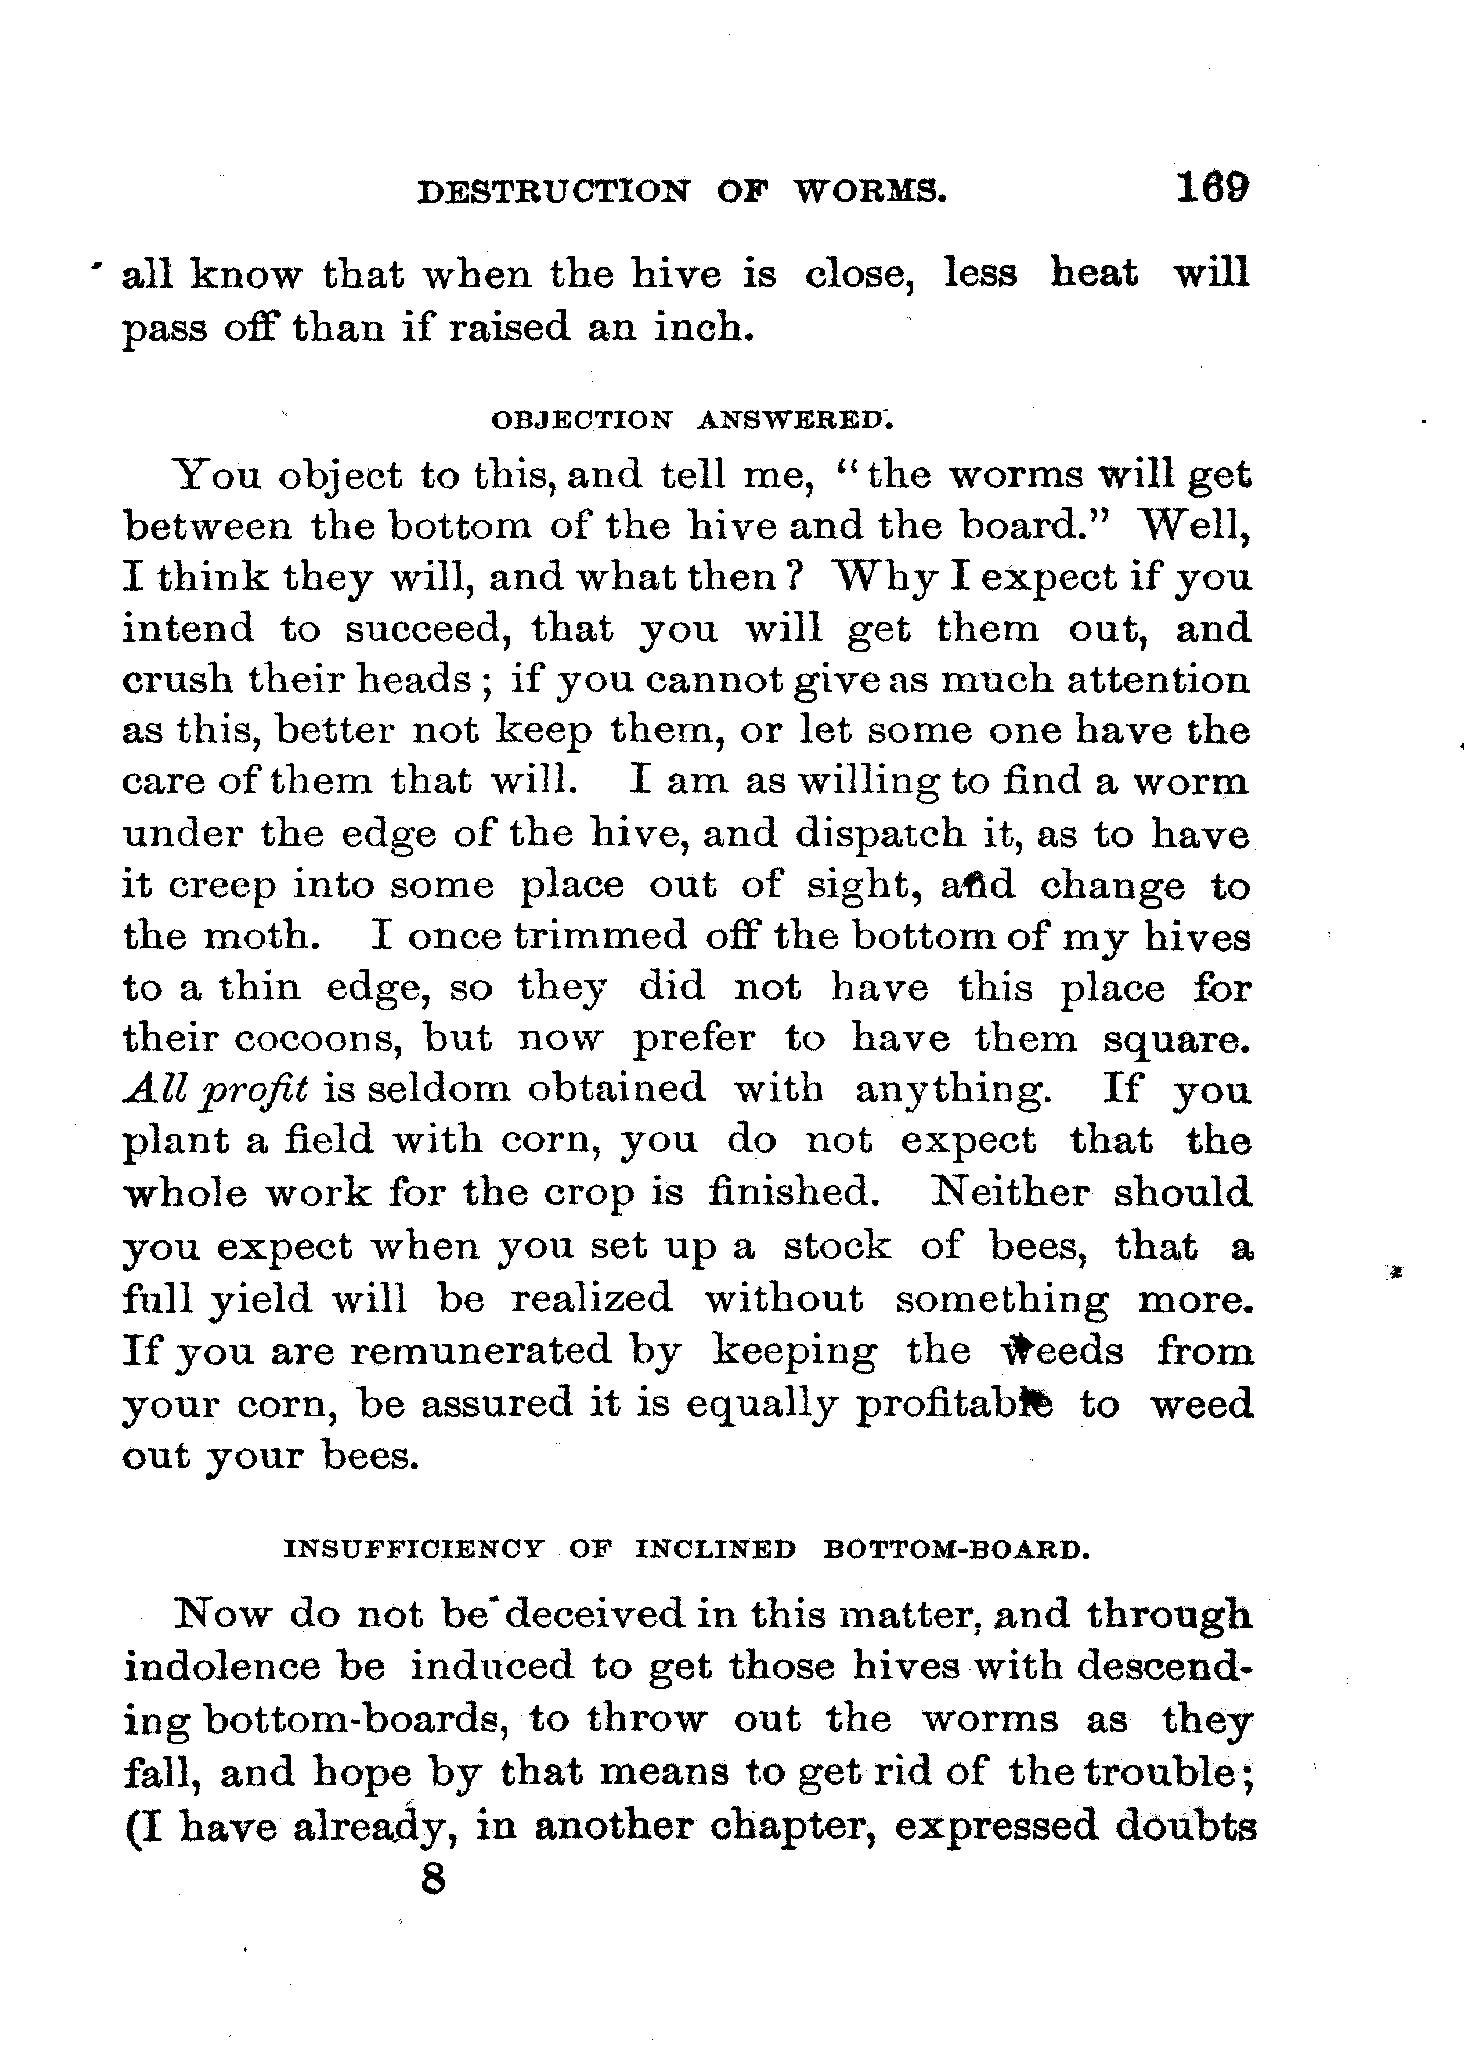 DESTRUCTION OF WORMS. 169
all know that when the hive is close, less heat will
pass off than if raised an inch.
OBJECTION ANSWERED.
You object to this, and tell me, "the worms will get
between the bottom of the hive and the board." Well,
I think they will, and what then? Why I expect if you
intend to succeed, that you will get them out, and
crush their heads; if you cannot give as much attention
as this, better not keep them, or let some one have the
care of them that will. I am as willing to find a worm
under the edge of the hive, and dispatch it, as to have
it creep into some place out of sight, and change to
the moth. I once trimmed off the bottom of my hives
to a thin edge, so they did not have this place for
their cocoons, but now prefer to have them square.
All profit is seldom obtained with anything. If you
plant a field with corn, you do not expect that the
whole work for the crop is finished. Neither should
you expect when you set up a stock of bees, that a
full yield will be realized without something more.
If you are remunerated by keeping the weeds from
your corn, be assured it is equally profitable to weed
out your bees.
INSUFFICIENCY OF INCLINED BOTTOM-BOARD.
Now do not be deceived in this matter, and through
indolence be induced to get those hives with descend-
ing bottom-boards, to throw out the worms as they
fall, and hope by that means to get rid of the trouble;
(I have already, in another chapter, expressed doubts
8